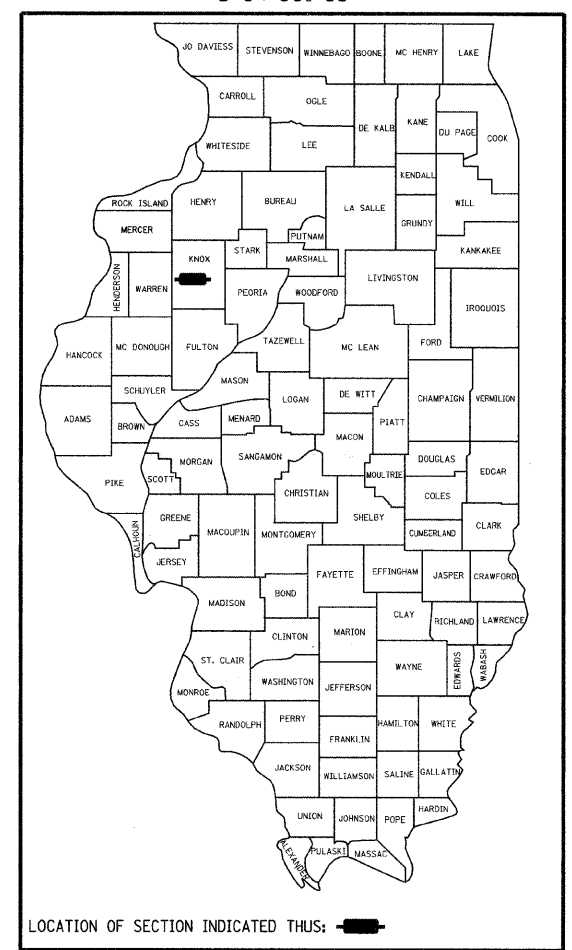 JO DAVIESS STEVENSON WINNEBAGO BOONE MC HENRY LAKE
CARROLL OGLE
DE KALB KANE DU PAGE COOK
WHITESIDE LEE
KENDALL
ROCK ISLAND HENRY BUREAU LA SALLE WILL
MERCER PUTNAM GRUNDY
KNOX STARK MARSHALL KANKAKEE
HENDERSON WARREN PEORIA WOODFORD LIVINGSTON
IROQUOIS
HANCOCK MC DONOUGH FULTON TAZEWELL MC LEAN FORD
MASON
SCHUYLER LOGAN DE WITT CHAMPAIGN VERMILION
ADAMS BROWN CASS MENARD MACON PIATT
MORGAN SANGAMON DOUGLAS EDGAR
PIKE SCOTT CHRISTIAN MOULTRIE COLES
GREENE MACOUPIN MONTGOMERY SHELBY CUMBERLAND CLARK
CALHOUN JERSEY FAYETTE EFFINGHAM JASPER CRAWFORD
MADISON BOND
CLINTON MARION CLAY RICHLAND LAWRENCE
ST. CLAIR WAYNE EDWARDS WABASH
WASHINGTON JEFFERSON
MONROE
RANDOLPH PERRY HAMILTON WHITE
FRANKLIN
JACKSON WILLIAMSON SALINE GALLATIN
UNION JOHNSON POPE HARDIN
ALEXANDER PULASKI MASSAC
LOCATION OF SECTION INDICATED THUS: